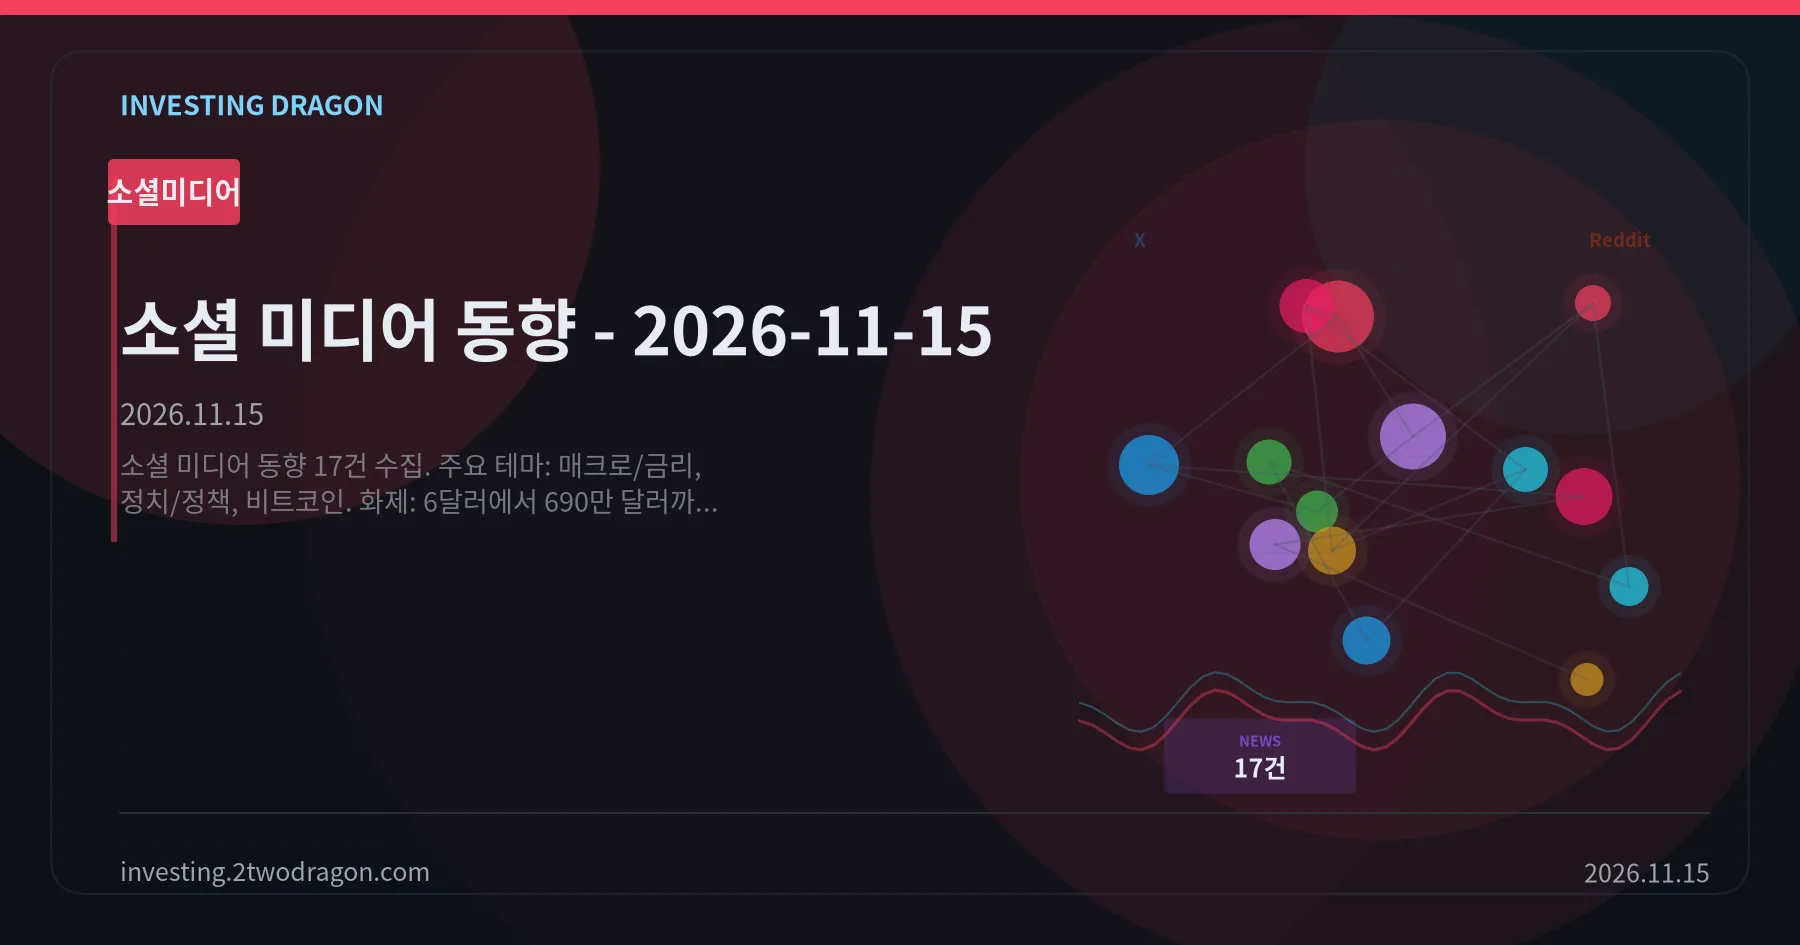 INVESTING DRAGON
소셜미디어
소셜 미디어 동향 - 2026-11-15
2026.11.15
소셜 미디어 동향 17건 수집. 주요 테마: 매크로/금리,
정치/정책, 비트코인. 화제: 6달러에서 690만 달러까...
X
Reddit
NEWS
17건
investing.2twodragon.com
2026.11.15